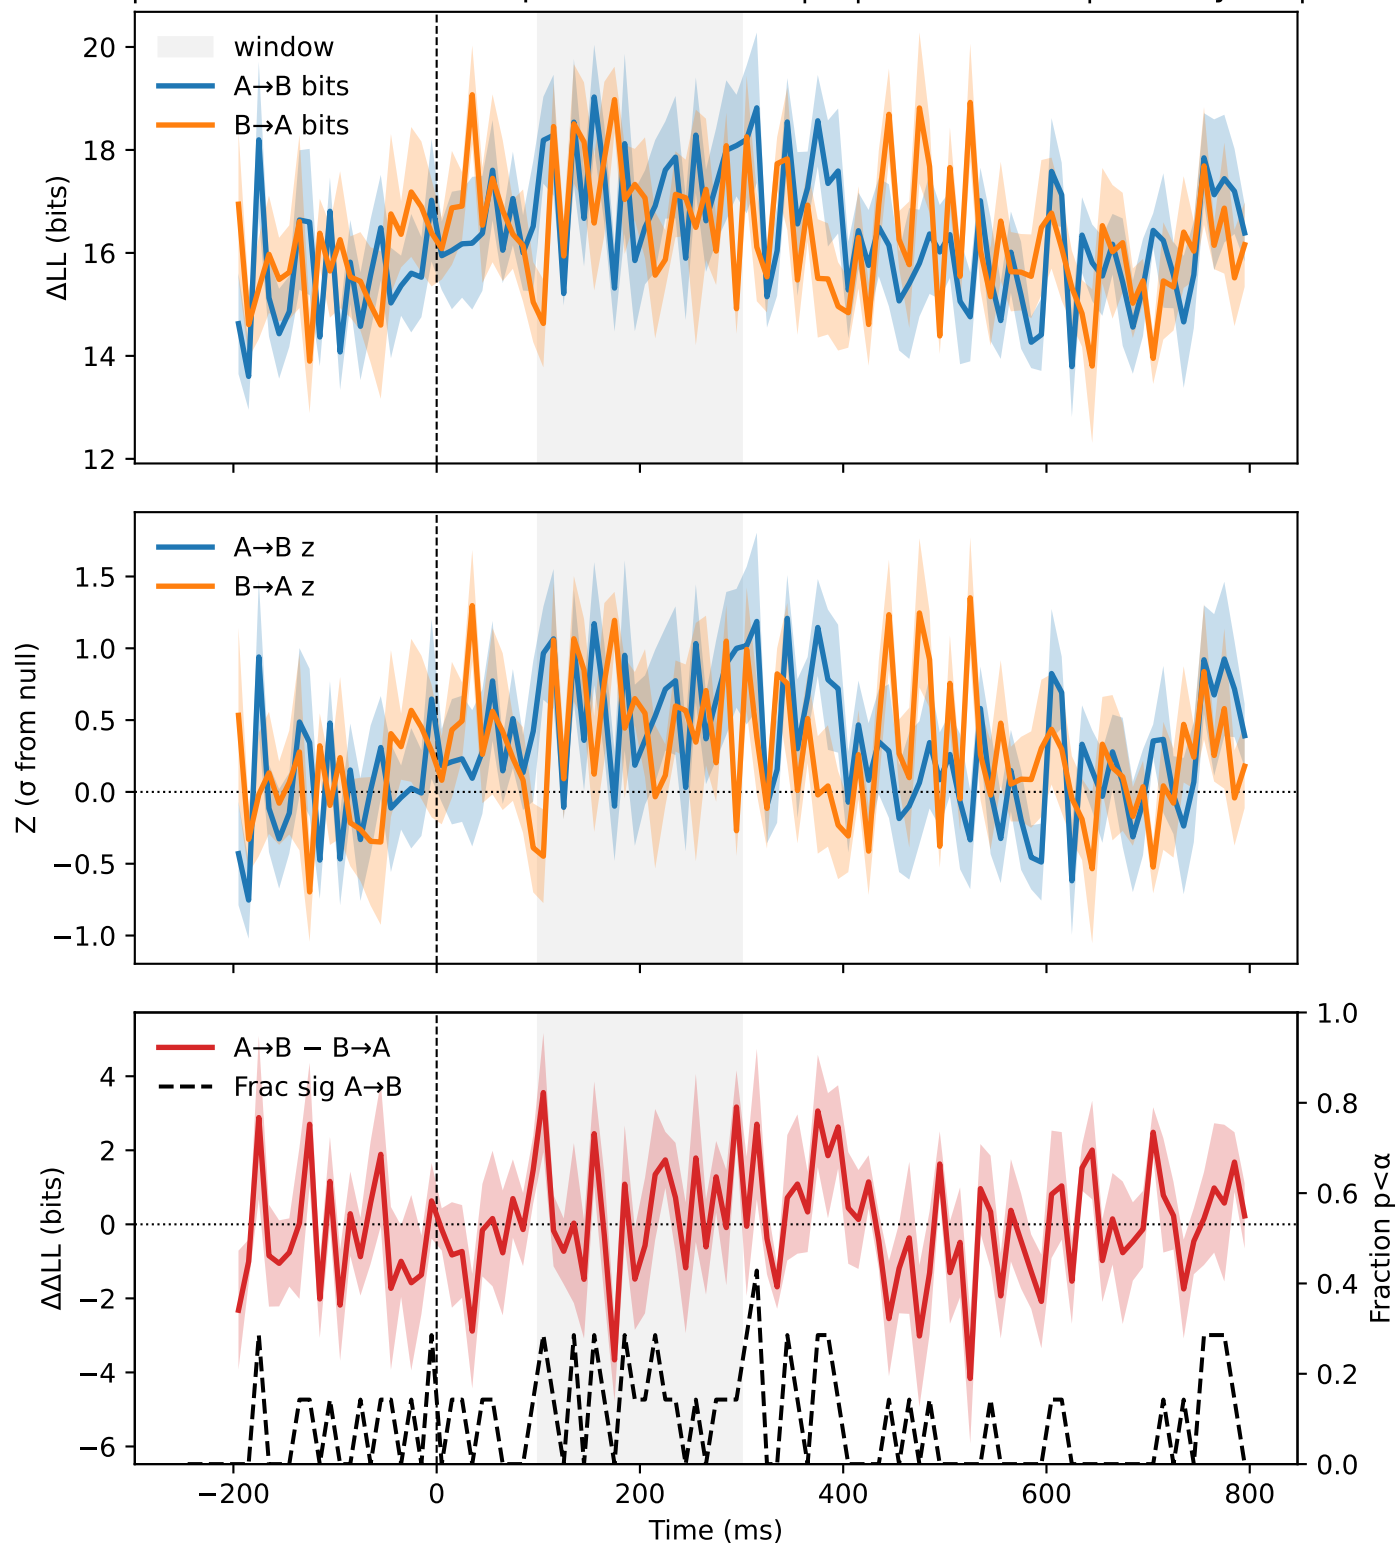 20
18
16
14
12
ΔLL (bits)
window
A→B bits
B→A bits
1.5
1.0
0.5
0.0
−0.5
−1.0
Z (σ from null)
A→B z
B→A z
4
2
0
−2
−4
−6
ΔΔLL (bits)
A→B − B→A
Frac sig A→B
1.0
0.8
0.6
0.4
0.2
0.0
Fraction p<α
−200 0 200 400 600 800
Time (ms)